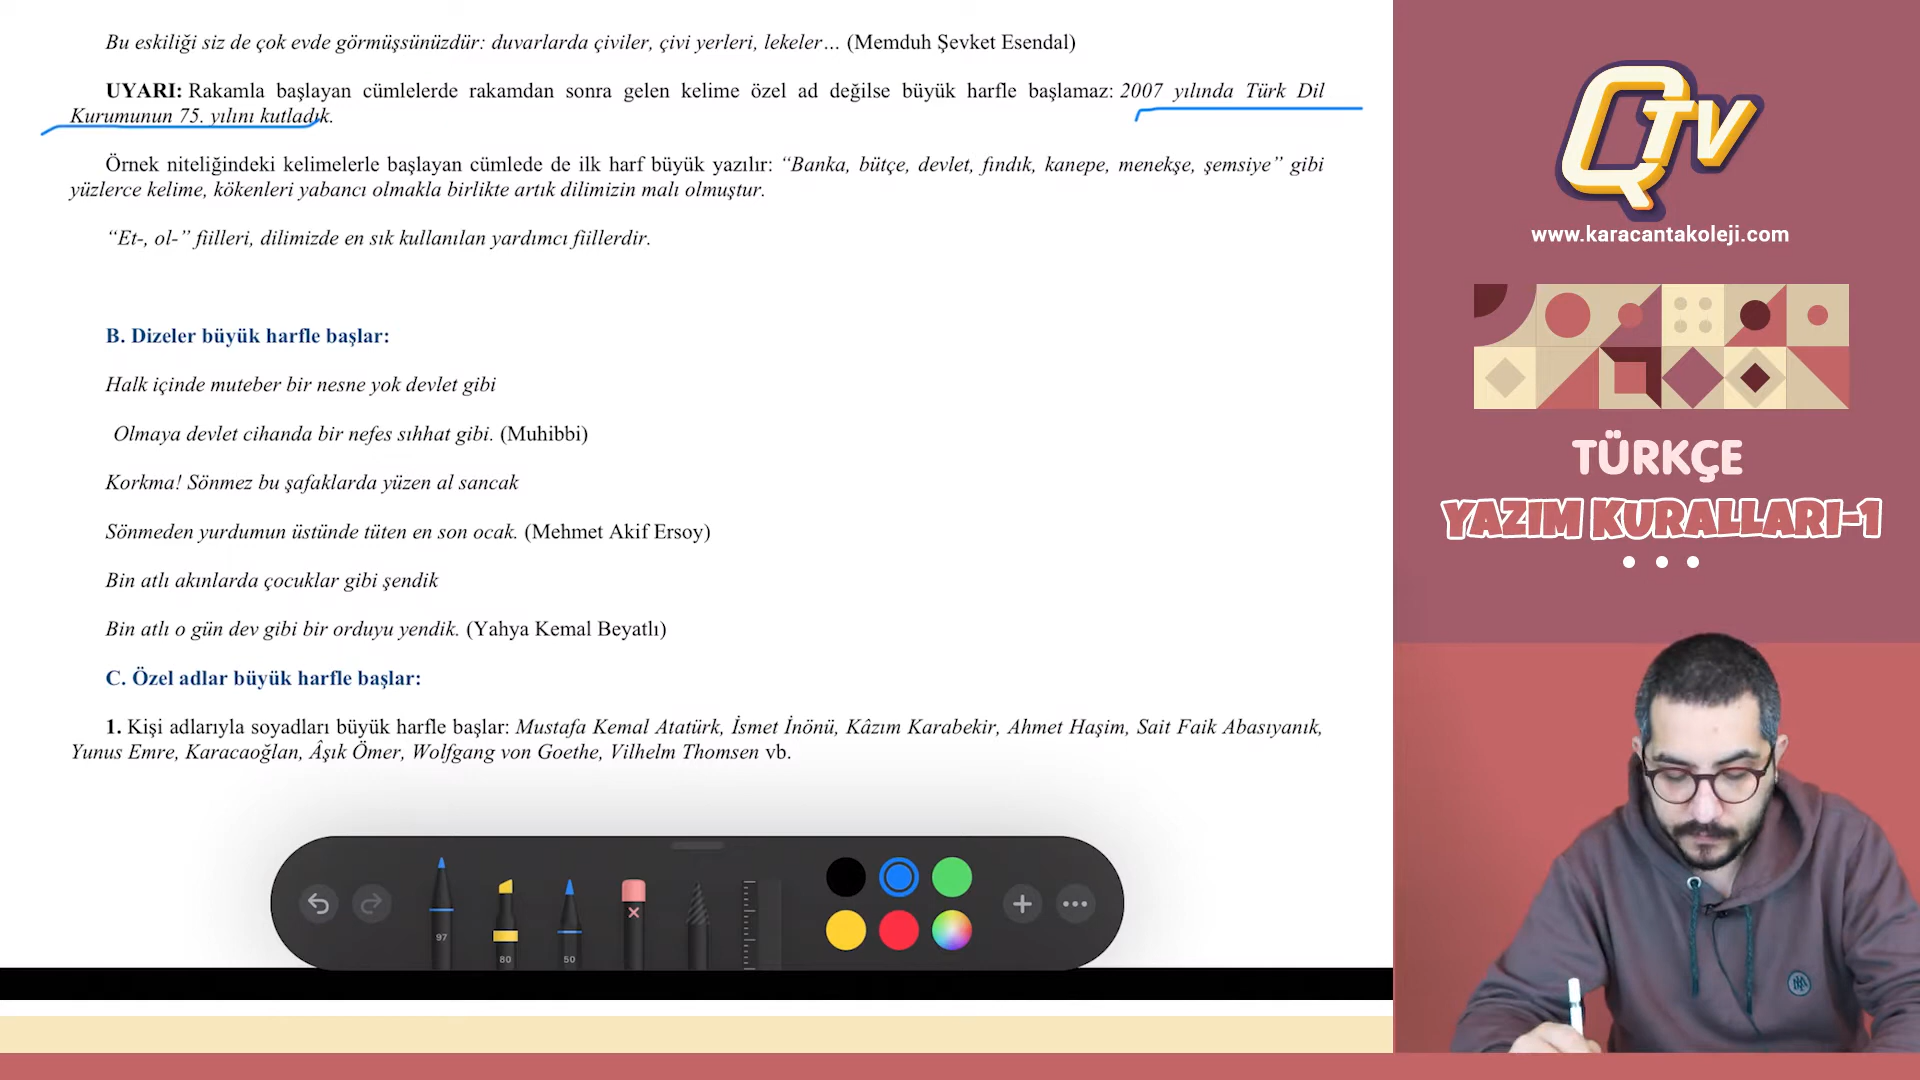 Bu eskiliği siz de çok evde görmüşsünüzdür: duvarlarda çiviler, çivi yerleri, lekeler… (Memduh Şevket Esendal)
UYARI: Rakamla başlayan cümlelerde rakamdan sonra gelen kelime özel ad değilse büyük harfle başlamaz: 2007 yılında Türk Dil
Kurumunun 75. yılını kutladık.
Örnek niteliğindeki kelimelerle başlayan cümlede de ilk harf büyük yazılır: “Banka, bütçe, devlet, fındık, kanepe, menekşe, şemsiye” gibi
yüzlerce kelime, kökenleri yabancı olmakla birlikte artık dilimizin malı olmuştur.
“Et-, ol-” fiilleri, dilimizde en sık kullanılan yardımcı fiillerdir.
B. Dizeler büyük harfle başlar:
Halk içinde muteber bir nesne yok devlet gibi
Olmaya devlet cihanda bir nefes sıhhat gibi. (Muhibbi)
Korkma! Sönmez bu şafaklarda yüzen al sancak
Sönmeden yurdumun üstünde tüten en son ocak. (Mehmet Akif Ersoy)
Bin atlı akınlarda çocuklar gibi şendik
Bin atlı o gün dev gibi bir orduyu yendik. (Yahya Kemal Beyatlı)
C. Özel adlar büyük harfle başlar:
1. Kişi adlarıyla soyadları büyük harfle başlar: Mustafa Kemal Atatürk, İsmet İnönü, Kâzım Karabekir, Ahmet Haşim, Sait Faik Abasıyanık,
Yunus Emre, Karacaoğlan, Âşık Ömer, Wolfgang von Goethe, Vilhelm Thomsen vb.
97
80
50
QTV
www.karacantakoleji.com
TÜRKÇE
YAZIM KURALLARI-1